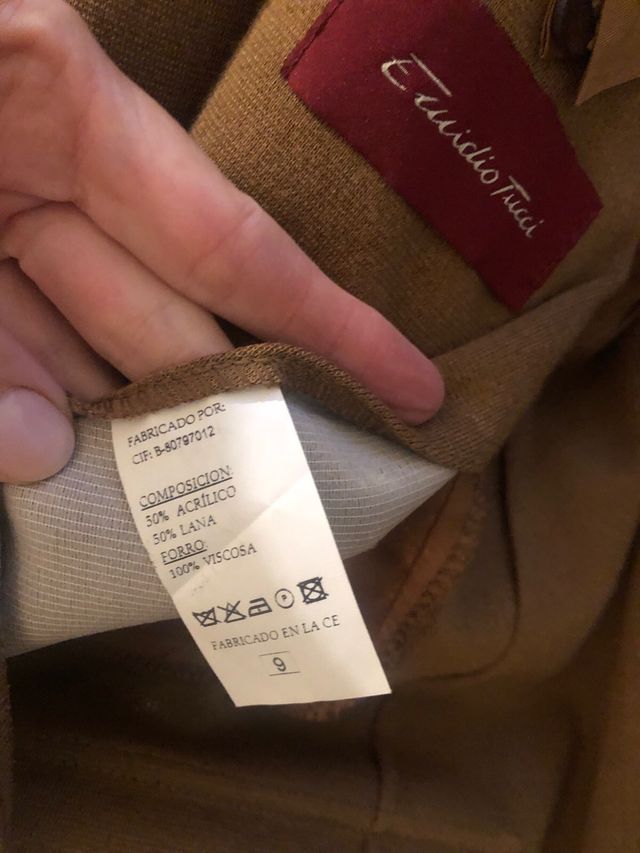 Emidio Tucci
FABRICADO POR:
CIF: B-80797012
COMPOSICION:
50% ACRÍLICO
50% LANA
FORRO:
100% VISCOSA
P
FABRICADO EN LA CE
9